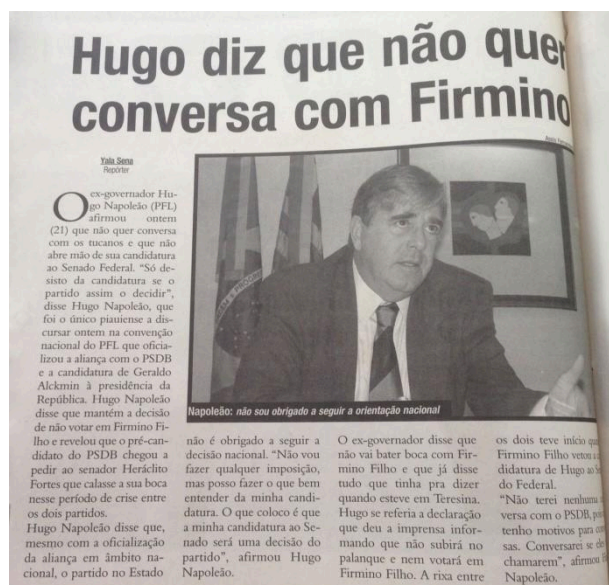 Hugo diz que não quer
conversa com Firmino
Yala Sena
Repórter
O ex-governador Hu-
go Napoleão (PFL)
afirmou ontem
(21) que não quer conversa
com os tucanos e que não
abre mão de sua candidatura
ao Senado Federal. "Só de-
sisto da candidatura se o
partido assim o decidir",
disse Hugo Napoleão, que
foi o único piauiense a dis-
cursar ontem na convenção
nacional do PFL que oficia-
lizou a aliança com o PSDB
e a candidatura de Geraldo
Alckmin à presidência da
República. Hugo Napoleão
disse que mantém a decisão
de não votar em Firmino Fi-
lho e revelou que o pré-can-
didato do PSDB chegou a
pedir ao senador Heráclito
Fortes que calasse a sua boca
nesse período de crise entre
os dois partidos.
Hugo Napoleão disse que,
mesmo com a oficialização
da aliança em âmbito na-
cional, o partido no Estado
Napoleão: não sou obrigado a seguir a orientação nacional
não é obrigado a seguir a
decisão nacional. "Não vou
fazer qualquer imposição,
mas posso fazer o que bem
entender da minha candi-
datura. O que coloco é que
a minha candidatura ao Se-
nado será uma decisão do
partido", afirmou Hugo
Napoleão.
O ex-governador disse que
não vai bater boca com Fir-
mino Filho e que já disse
tudo que tinha pra dizer
quando esteve em Teresina.
Hugo se referia a declaração
que deu a imprensa infor-
mando que não subirá no
palanque e nem votará em
Firmino Filho. A rixa entre
os dois teve início
Firmino Filho vetou a
didatura de Hugo ao
do Federal.
"Não terei nenhuma
versa com o PSDB,
tenho motivos para
sas. Conversarei se
chamarem", afirmou
Napoleão.